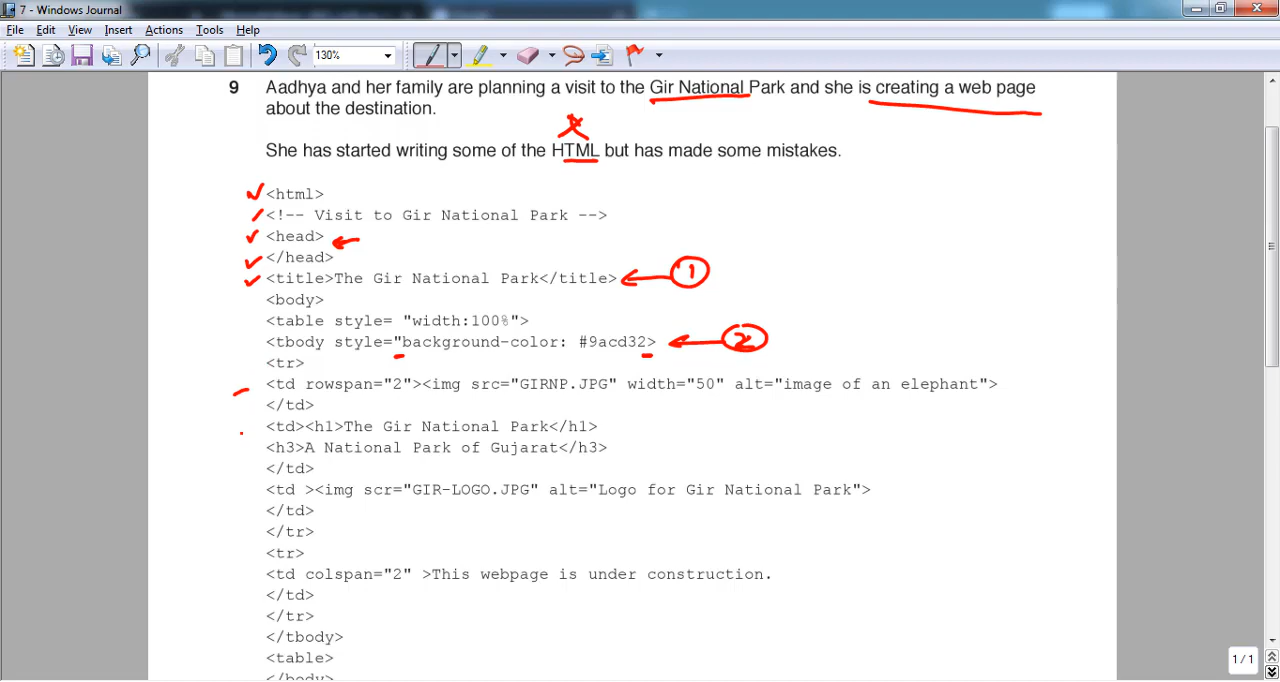 7 - Windows Journal
File Edit View Insert Actions Tools Help
130%
9 Aadhya and her family are planning a visit to the Gir National Park and she is creating a web page
about the destination.
She has started writing some of the HTML but has made some mistakes.
<html>
<!-- Visit to Gir National Park -->
<head>
</head>
<title>The Gir National Park</title> 1
<body>
<table style= "width:100%">
<tbody style="background-color: #9acd32> 2
<tr>
<td rowspan="2"><img src="GIRNP.JPG" width="50" alt="image of an elephant">
</td>
<td><h1>The Gir National Park</h1>
<h3>A National Park of Gujarat</h3>
</td>
<td ><img scr="GIR-LOGO.JPG" alt="Logo for Gir National Park">
</td>
</tr>
<tr>
<td colspan="2" >This webpage is under construction.
</td>
</tr>
</tbody>
<table>
</body>
1/1